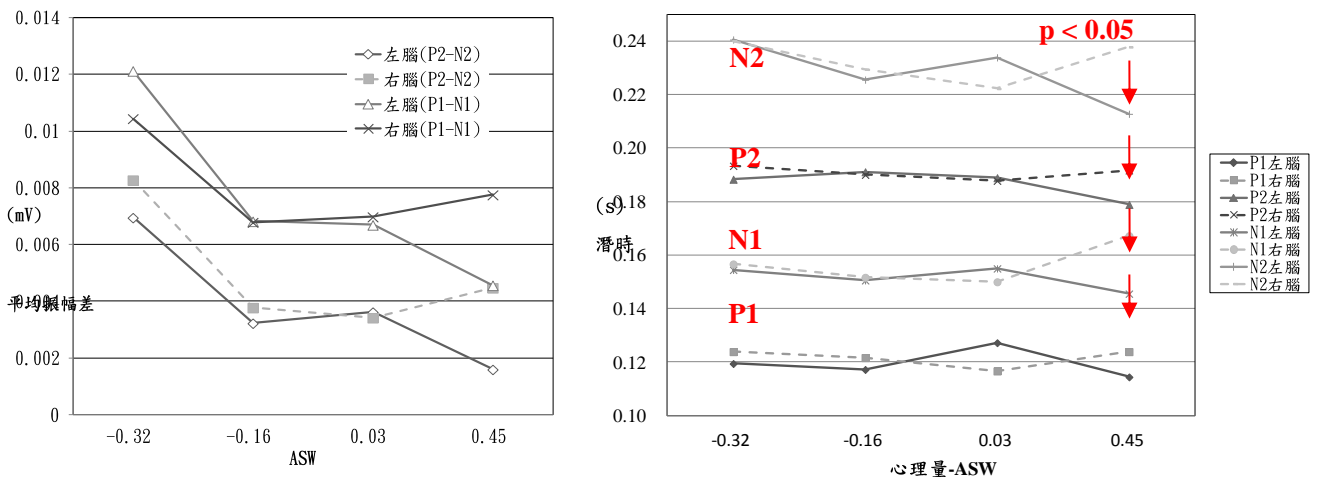 0.014
0.012
0.01
0.008
(mV)
0.006
0.004
平均振幅差
0.002
0
-0.32 -0.16 0.03 0.45
ASW
左腦(P2-N2)
右腦(P2-N2)
左腦(P1-N1)
右腦(P1-N1)
0.24
0.22
0.20
0.18
(s)
潛時
0.16
0.14
0.12
0.10
N2
P2
N1
P1
p < 0.05
-0.32 -0.16 0.03 0.45
心理量-ASW
P1左腦
P1右腦
P2左腦
P2右腦
N1左腦
N1右腦
N2左腦
N2右腦